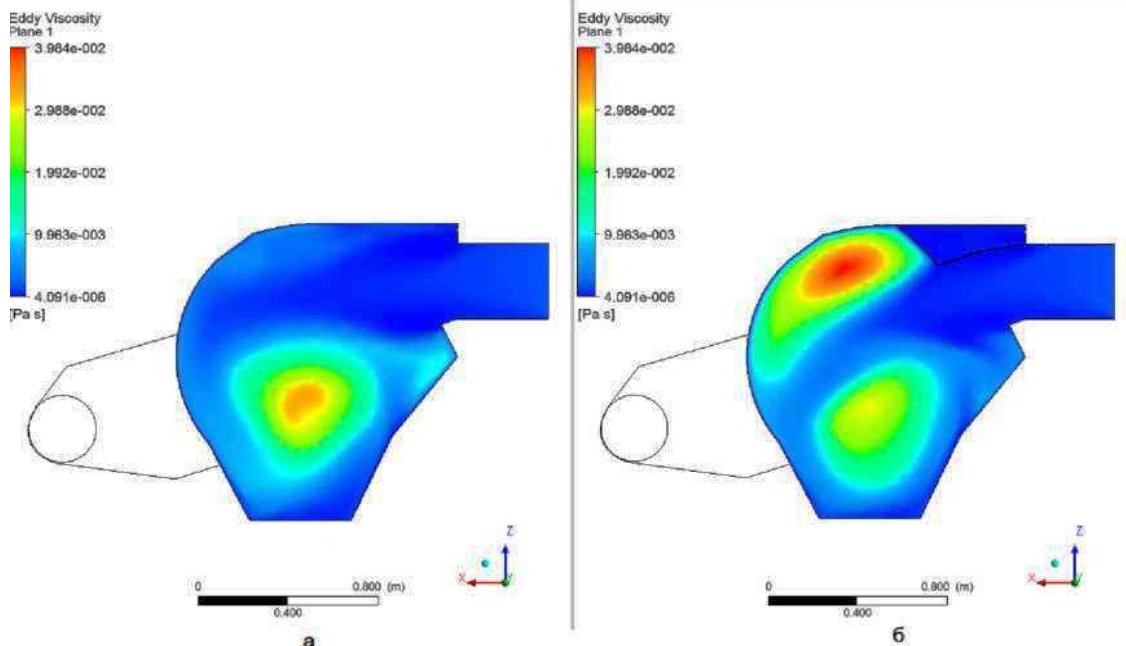 Eddy Viscosity
Plane 1
3.984e-002
2.988e-002
1.992e-002
9.963e-003
4.091e-006
[Pa s]
Z
X
Y
0
0.800 (m)
0.400
а
Eddy Viscosity
Plane 1
3.984e-002
2.988e-002
1.992e-002
9.963e-003
4.091e-006
[Pa s]
Z
X
Y
0
0.800 (m)
0.400
б